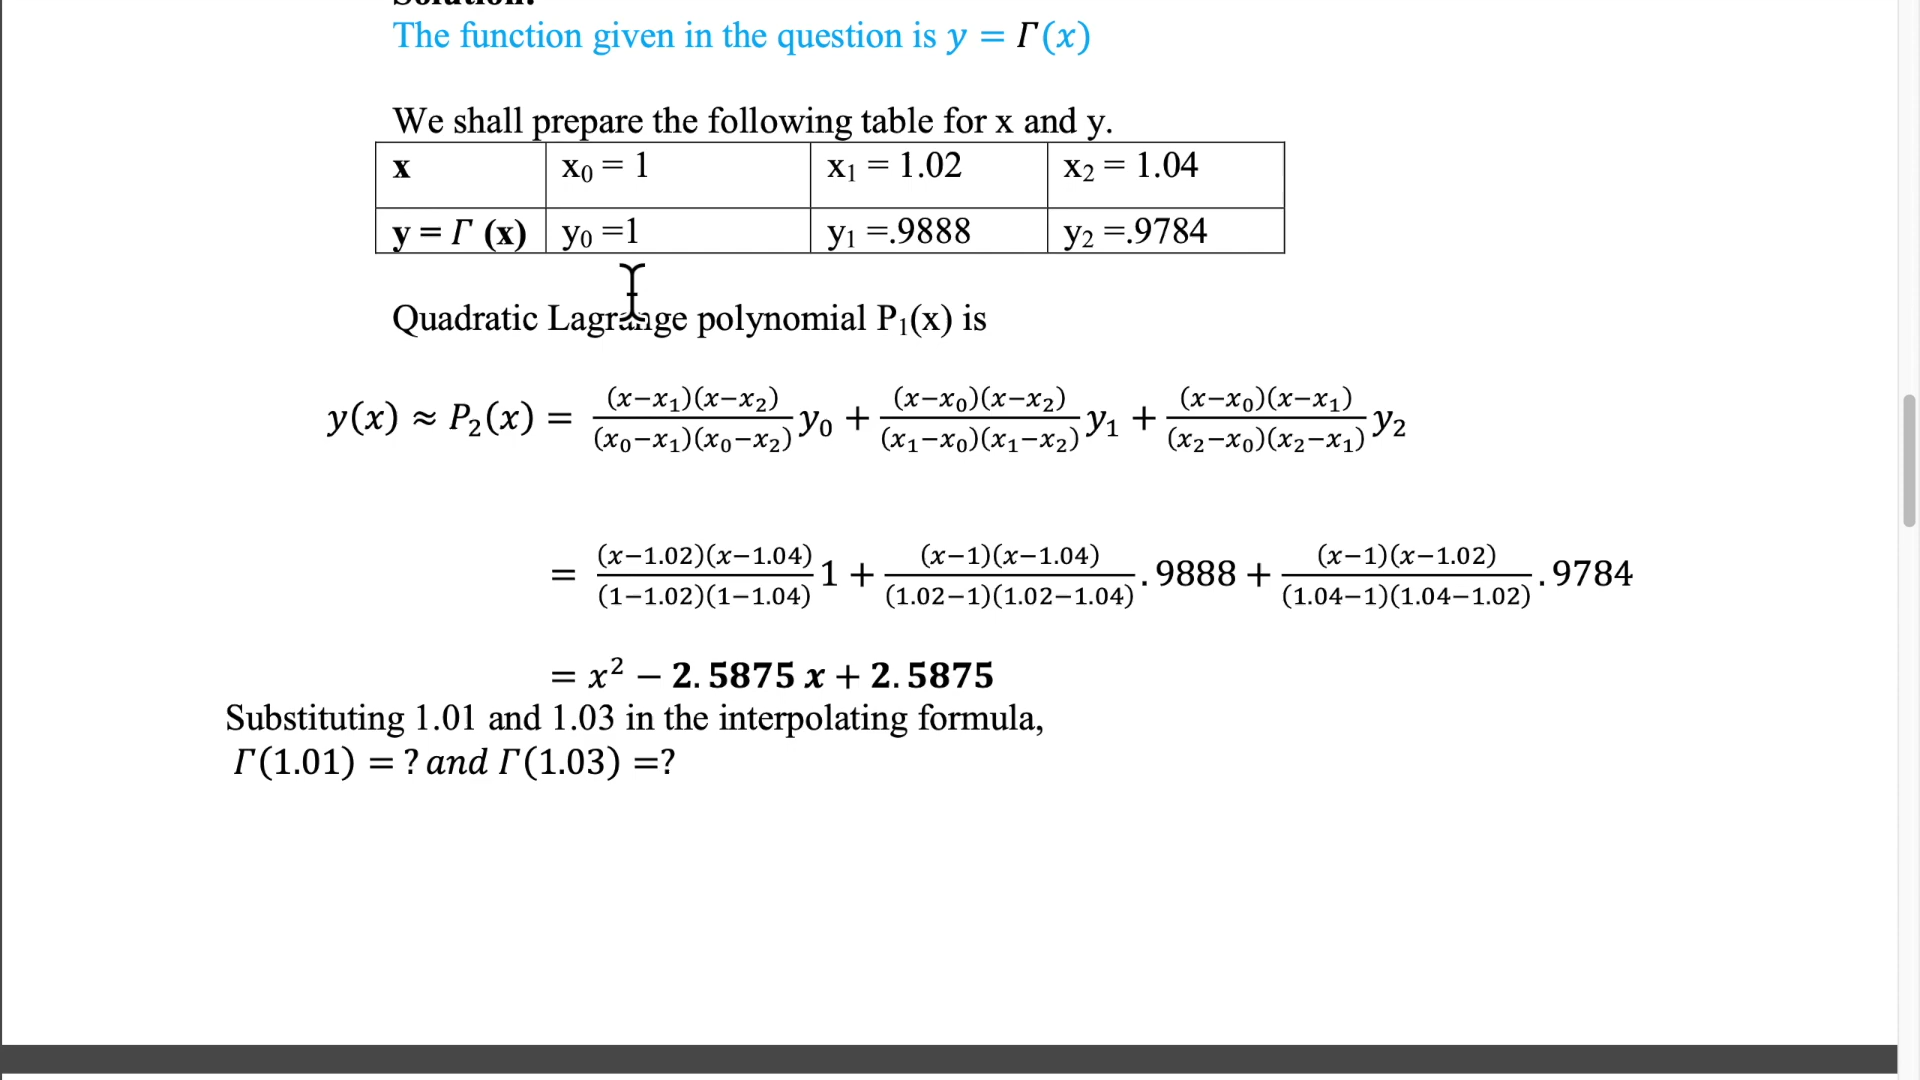 Solution:
The function given in the question is y = Γ(x)
We shall prepare the following table for x and y.
x x₀ = 1 x₁ = 1.02 x₂ = 1.04
y = Γ (x) y₀ =1 y₁ =.9888 y₂ =.9784
Quadratic Lagrange polynomial P₁(x) is
y(x) ≈ P₂(x) = (x−x₁)(x−x₂)/(x₀−x₁)(x₀−x₂) y₀ + (x−x₀)(x−x₂)/(x₁−x₀)(x₁−x₂) y₁ + (x−x₀)(x−x₁)/(x₂−x₀)(x₂−x₁) y₂
= (x−1.02)(x−1.04)/(1−1.02)(1−1.04) 1 + (x−1)(x−1.04)/(1.02−1)(1.02−1.04) .9888 + (x−1)(x−1.02)/(1.04−1)(1.04−1.02) .9784
= x² − 2.5875 x + 2.5875
Substituting 1.01 and 1.03 in the interpolating formula,
Γ(1.01) = ? and Γ(1.03) =?